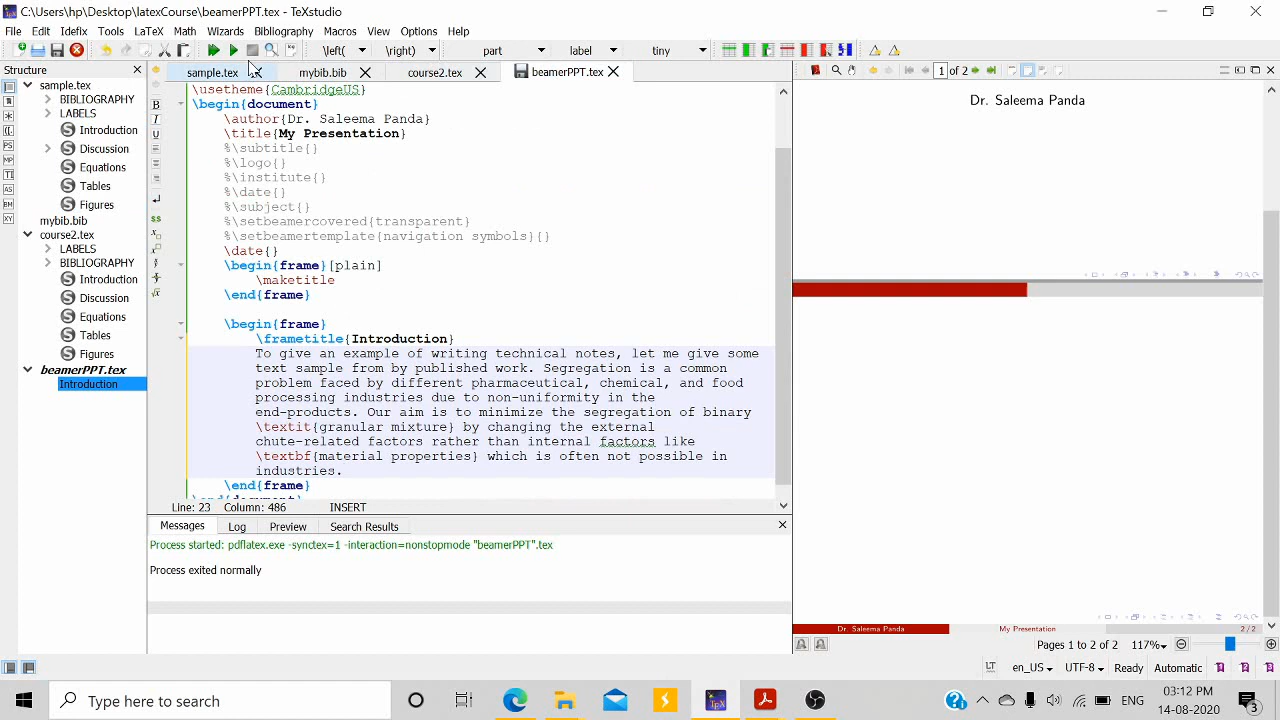 C:\Users\hp\Desktop\latexCourse\beamerPPT.tex - TeXstudio
File Edit Idefix Tools LaTeX Math Wizards Bibliography Macros View Options Help
\left( \right) part label tiny
Structure
sample.tex mybib.bib course2.tex beamerPPT.tex
1 of 2
sample.tex
BIBLIOGRAPHY
LABELS
Introduction
Discussion
Equations
Tables
Figures
mybib.bib
course2.tex
LABELS
BIBLIOGRAPHY
Introduction
Discussion
Equations
Tables
Figures
beamerPPT.tex
Introduction
\usetheme{CambridgeUS}
\begin{document}
\author{Dr. Saleema Panda}
\title{My Presentation}
%\subtitle{}
%\logo{}
%\institute{}
%\date{}
%\subject{}
%\setbeamercovered{transparent}
%\setbeamertemplate{navigation symbols}{}
\date{}
\begin{frame}[plain]
\maketitle
\end{frame}
\begin{frame}
\frametitle{Introduction}
To give an example of writing technical notes, let me give some
text sample from by published work. Segregation is a common
problem faced by different pharmaceutical, chemical, and food
processing industries due to non-uniformity in the
end-products. Our aim is to minimize the segregation of binary
\textit{granular mixture} by changing the external
chute-related factors rather than internal factors like
\textbf{material properties} which is often not possible in
industries.
\end{frame}
\end{document}
Line: 23 Column: 486 INSERT
Messages Log Preview Search Results
Process started: pdflatex.exe -synctex=1 -interaction=nonstopmode "beamerPPT".tex
Process exited normally
Dr. Saleema Panda
Dr. Saleema Panda My Presentation 2 / 2
Pages 1 to 2 of 2 117%
LT en_US UTF-8 Ready Automatic
Type here to search
ENG
03:12 PM
14-08-2020
3